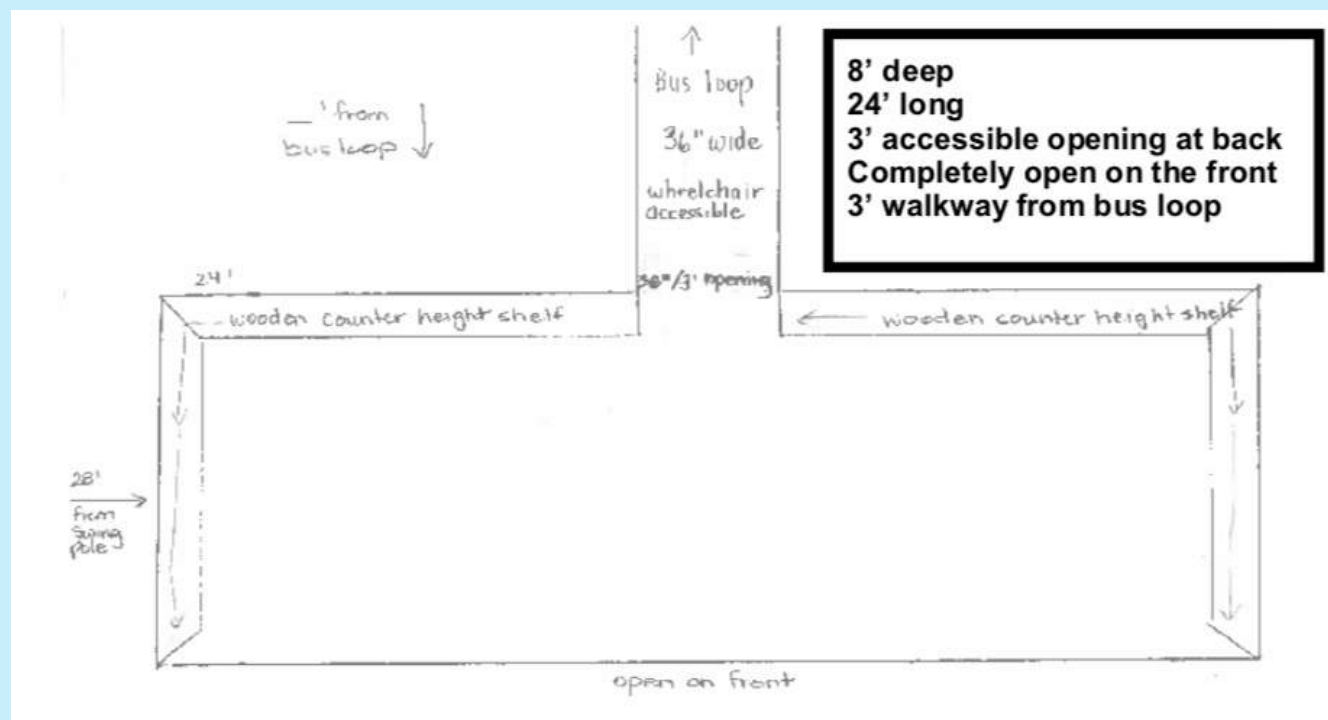 ↑
Bus loop
36" wide
wheelchair
accessible
8' deep
24' long
3' accessible opening at back
Completely open on the front
3' walkway from bus loop
__' from
bus loop
24'
36"/3' opening
wooden counter height shelf
wooden counter height shelf
28'
from
swing
pole
open on front